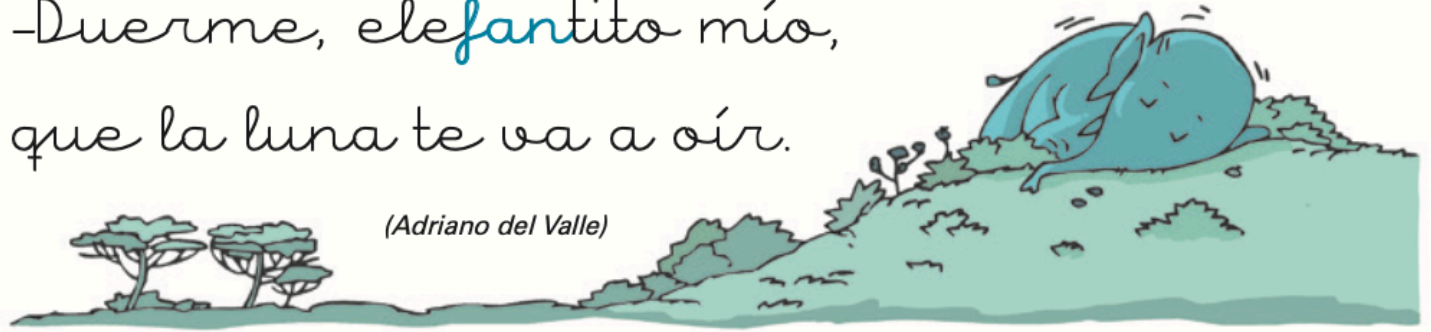 -Duerme, elefantito mío,
que la luna te va a oír.
(Adriano del Valle)